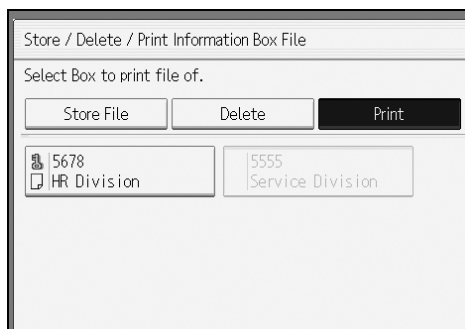 Store / Delete / Print Information Box File
Select Box to print file of.
Store File Delete Print
5678 5555
HR Division Service Division